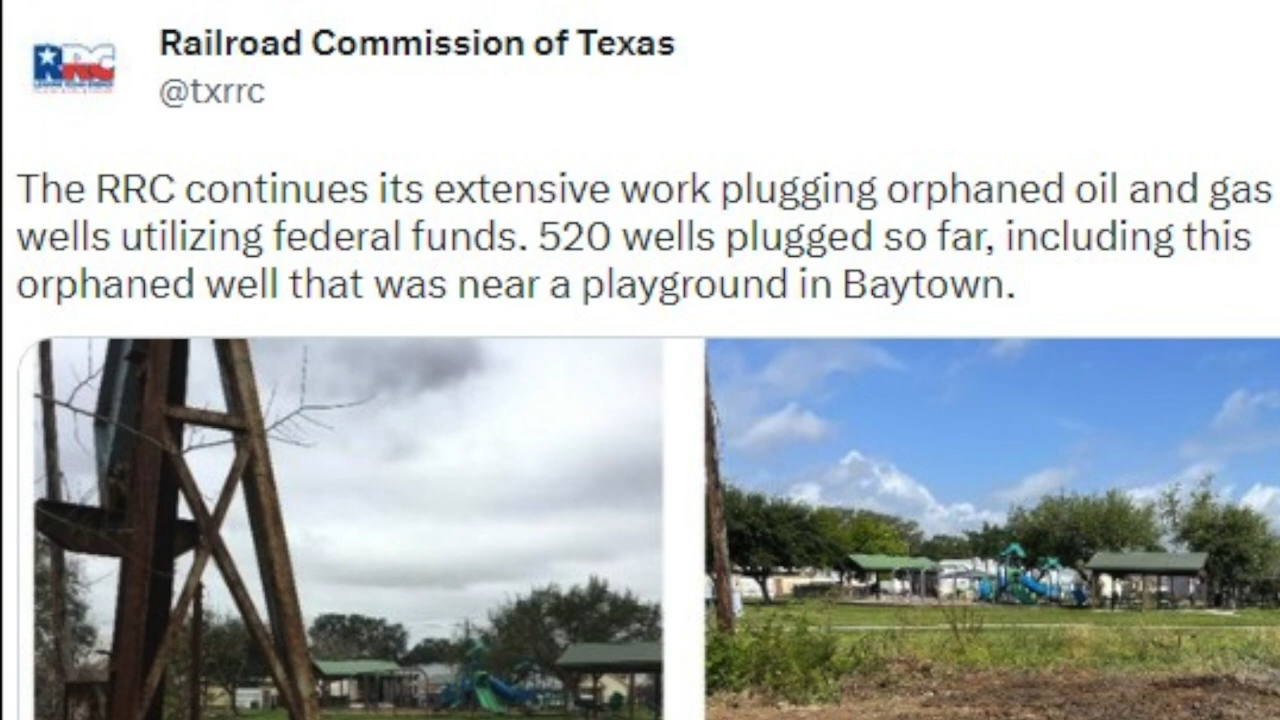 RRC
Railroad Commission of Texas
@txrrc
The RRC continues its extensive work plugging orphaned oil and gas
wells utilizing federal funds. 520 wells plugged so far, including this
orphaned well that was near a playground in Baytown.